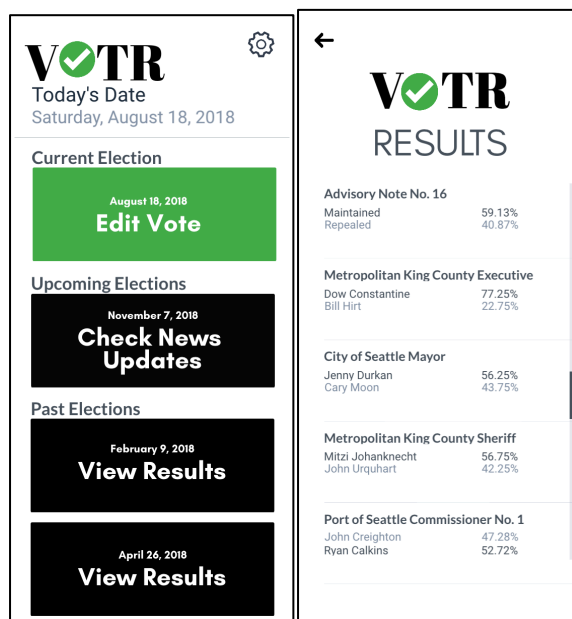 VOTR
Today's Date
Saturday, August 18, 2018
Current Election
August 18, 2018
Edit Vote
Upcoming Elections
November 7, 2018
Check News
Updates
Past Elections
February 9, 2018
View Results
April 26, 2018
View Results
VOTR
RESULTS
Advisory Note No. 16
Maintained 59.13%
Repealed 40.87%
Metropolitan King County Executive
Dow Constantine 77.25%
Bill Hirt 22.75%
City of Seattle Mayor
Jenny Durkan 56.25%
Cary Moon 43.75%
Metropolitan King County Sheriff
Mitzi Johanknecht 56.75%
John Urquhart 42.25%
Port of Seattle Commissioner No. 1
John Creighton 47.28%
Ryan Calkins 52.72%